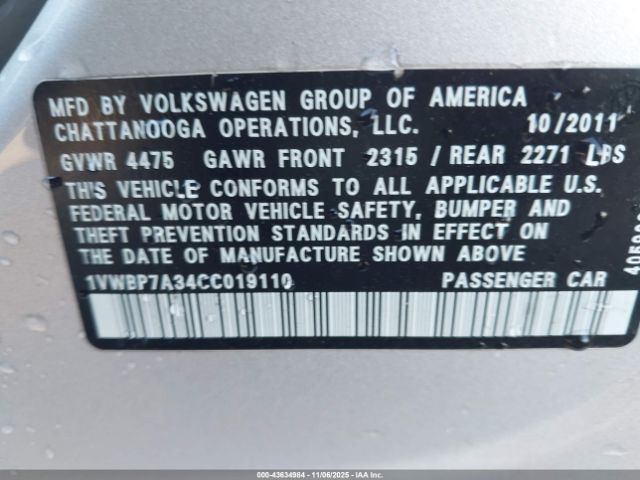 MFD BY VOLKSWAGEN GROUP OF AMERICA
CHATTANOOGA OPERATIONS, LLC. 10/2011
GVWR 4475 GAWR FRONT 2315 / REAR 2271 LBS
THIS VEHICLE CONFORMS TO ALL APPLICABLE U.S.
FEDERAL MOTOR VEHICLE SAFETY, BUMPER AND
THEFT PREVENTION STANDARDS IN EFFECT ON
THE DATE OF MANUFACTURE SHOWN ABOVE.
1VWBP7A34CC019110 PASSENGER CAR
000-43634984 - 11/06/2025 - COPYRIGHT IAA, LLC.